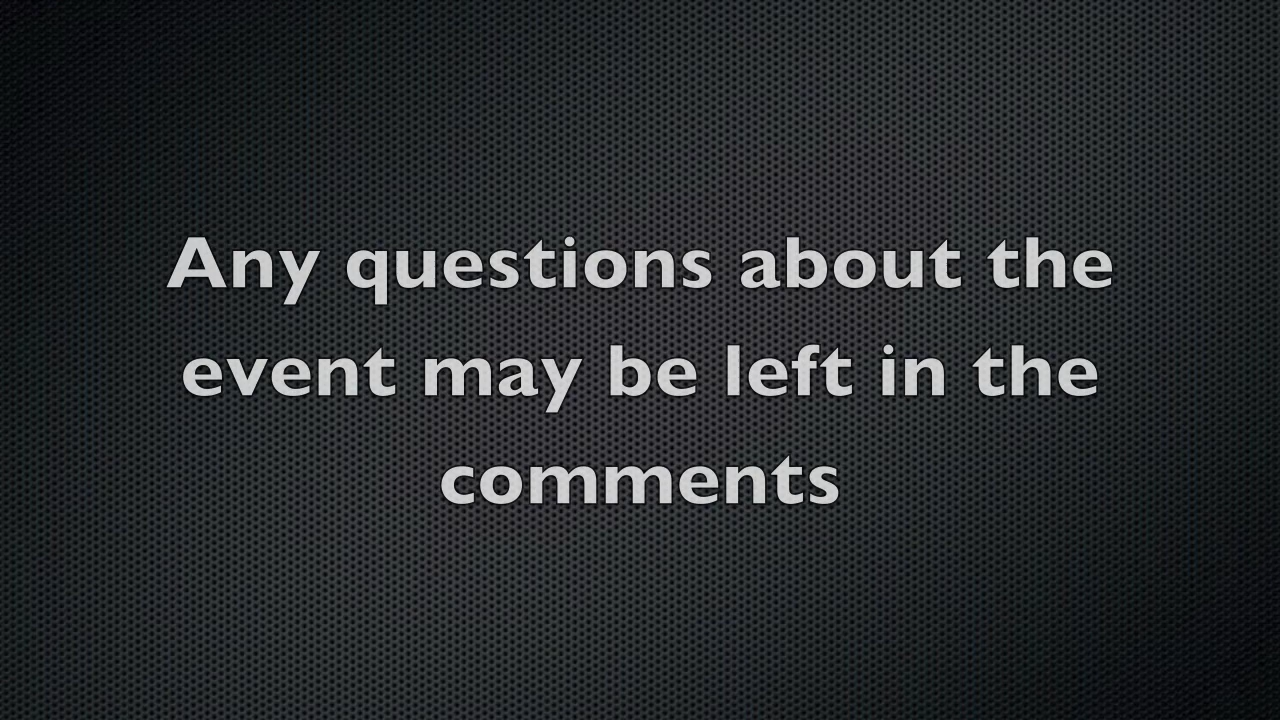 Any questions about the
event may be left in the
comments